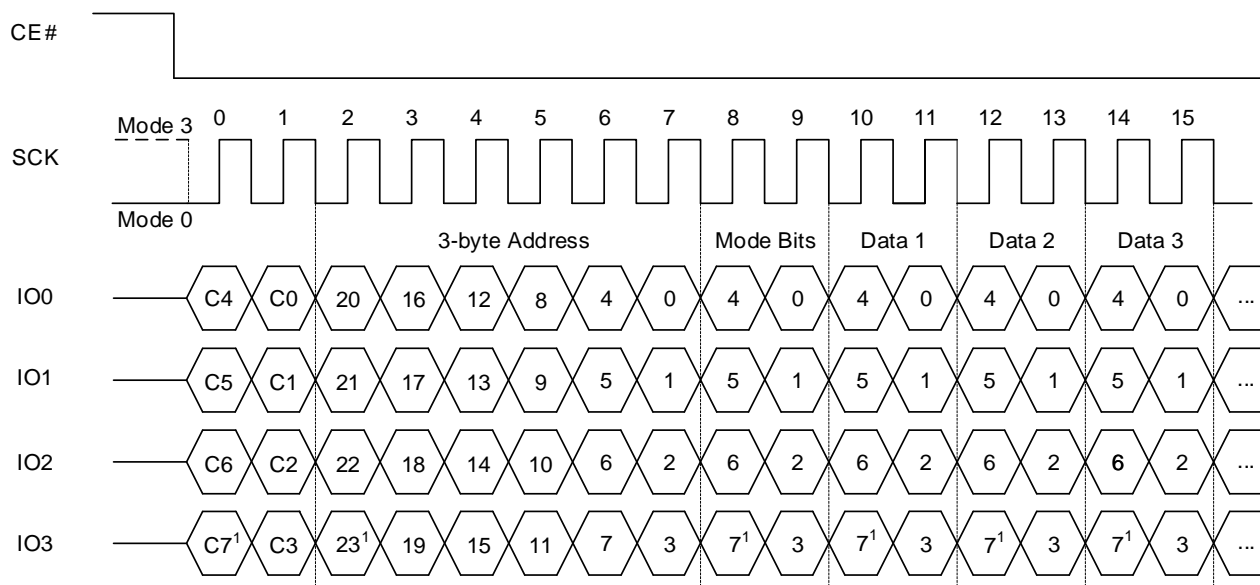 CE#
0 1 2 3 4 5 6 7 8 9 10 11 12 13 14 15
Mode 3
SCK
Mode 0
3-byte Address Mode Bits Data 1 Data 2 Data 3
IO0 C4 C0 20 16 12 8 4 0 4 0 4 0 4 0 4 0 ...
IO1 C5 C1 21 17 13 9 5 1 5 1 5 1 5 1 5 1 ...
IO2 C6 C2 22 18 14 10 6 2 6 2 6 2 6 2 6 2 ...
IO3 C7¹ C3 23¹ 19 15 11 7 3 7¹ 3 7¹ 3 7¹ 3 7¹ 3 ...